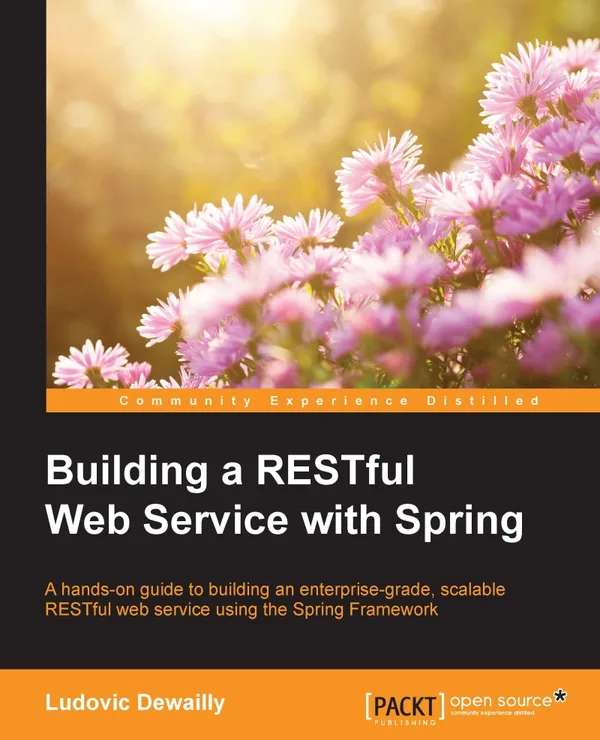 Community Experience Distilled
Building a RESTful
Web Service with Spring
A hands-on guide to building an enterprise-grade, scalable
RESTful web service using the Spring Framework
Ludovic Dewailly
[PACKT] open source*
PUBLISHING community experience distilled